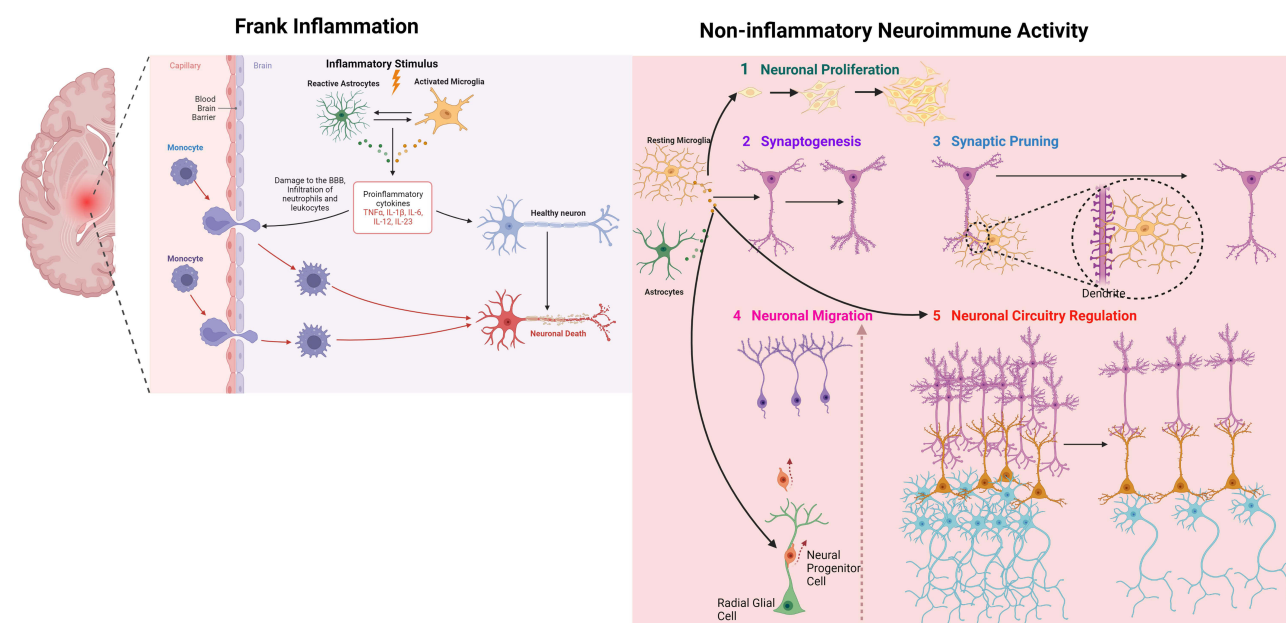 Frank Inflammation
Non-inflammatory Neuroimmune Activity
Capillary
Brain
Inflammatory Stimulus
Reactive Astrocytes
Activated Microglia
Blood
Brain
Barrier
Monocyte
Damage to the BBB,
Infiltration of
neutrophils and
leukocytes
Proinflammatory
cytokines
TNFα, IL-1β, IL-6,
IL-12, IL-23
Healthy neuron
Monocyte
Neuronal Death
1 Neuronal Proliferation
Resting Microglia
2 Synaptogenesis
3 Synaptic Pruning
Astrocytes
Dendrite
4 Neuronal Migration
5 Neuronal Circuitry Regulation
Neural
Progenitor
Cell
Radial Glial
Cell